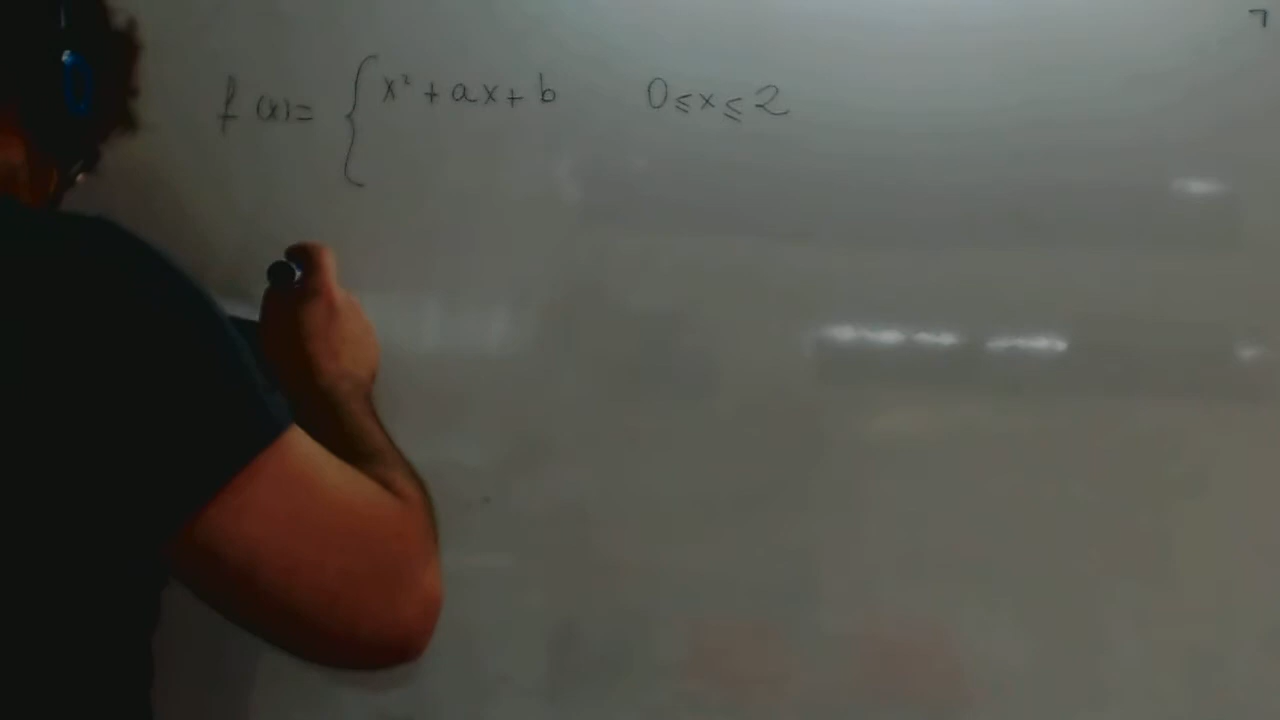 f(x)= { x² + ax + b 0 ≤ x ≤ 2